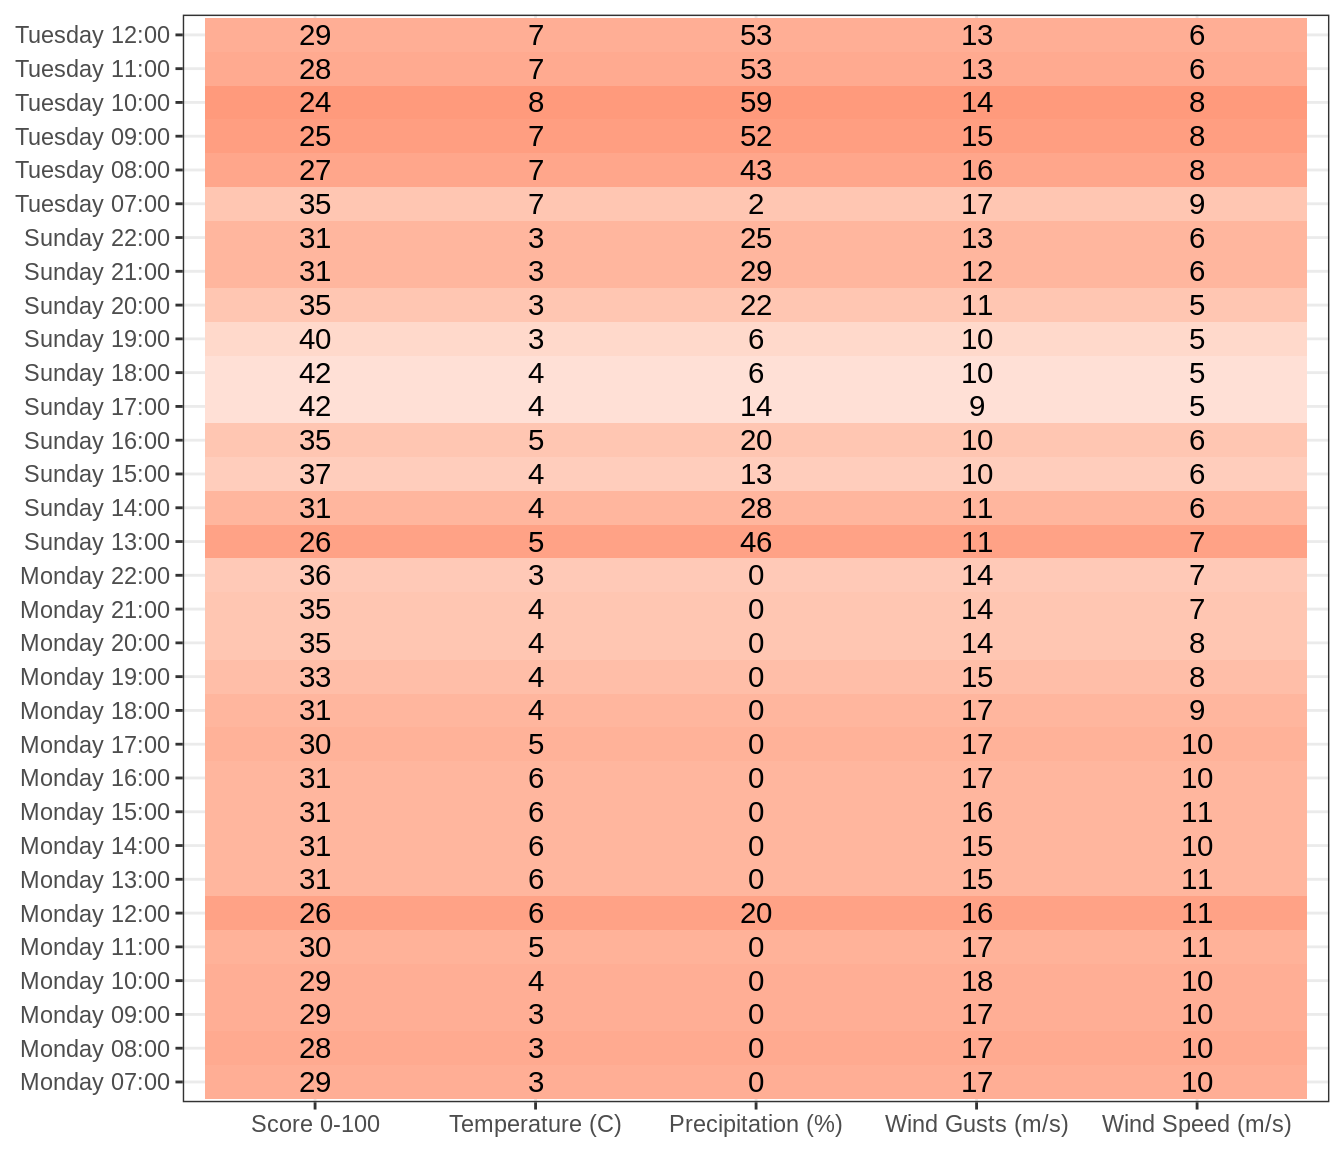 Tuesday 12:00 29 7 53 13 6
Tuesday 11:00 28 7 53 13 6
Tuesday 10:00 24 8 59 14 8
Tuesday 09:00 25 7 52 15 8
Tuesday 08:00 27 7 43 16 8
Tuesday 07:00 35 7 2 17 9
Sunday 22:00 31 3 25 13 6
Sunday 21:00 31 3 29 12 6
Sunday 20:00 35 3 22 11 5
Sunday 19:00 40 3 6 10 5
Sunday 18:00 42 4 6 10 5
Sunday 17:00 42 4 14 9 5
Sunday 16:00 35 5 20 10 6
Sunday 15:00 37 4 13 10 6
Sunday 14:00 31 4 28 11 6
Sunday 13:00 26 5 46 11 7
Monday 22:00 36 3 0 14 7
Monday 21:00 35 4 0 14 7
Monday 20:00 35 4 0 14 8
Monday 19:00 33 4 0 15 8
Monday 18:00 31 4 0 17 9
Monday 17:00 30 5 0 17 10
Monday 16:00 31 6 0 17 10
Monday 15:00 31 6 0 16 11
Monday 14:00 31 6 0 15 10
Monday 13:00 31 6 0 15 11
Monday 12:00 26 6 20 16 11
Monday 11:00 30 5 0 17 11
Monday 10:00 29 4 0 18 10
Monday 09:00 29 3 0 17 10
Monday 08:00 28 3 0 17 10
Monday 07:00 29 3 0 17 10
Score 0-100 Temperature (C) Precipitation (%) Wind Gusts (m/s) Wind Speed (m/s)